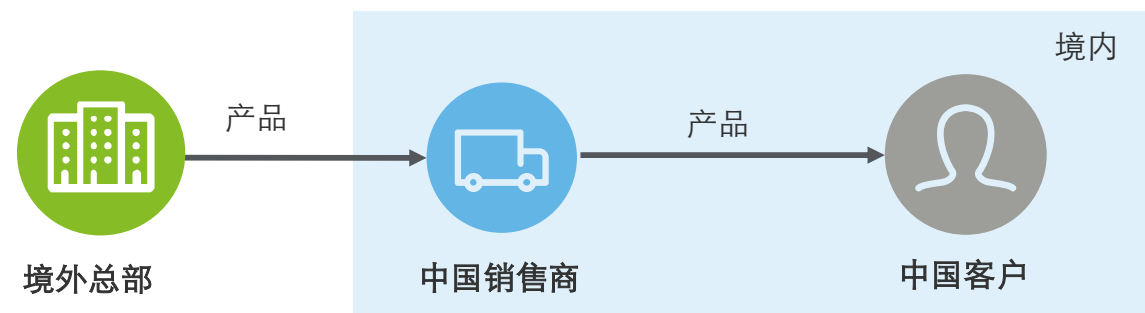 境内
产品
产品
境外总部
中国销售商
中国客户